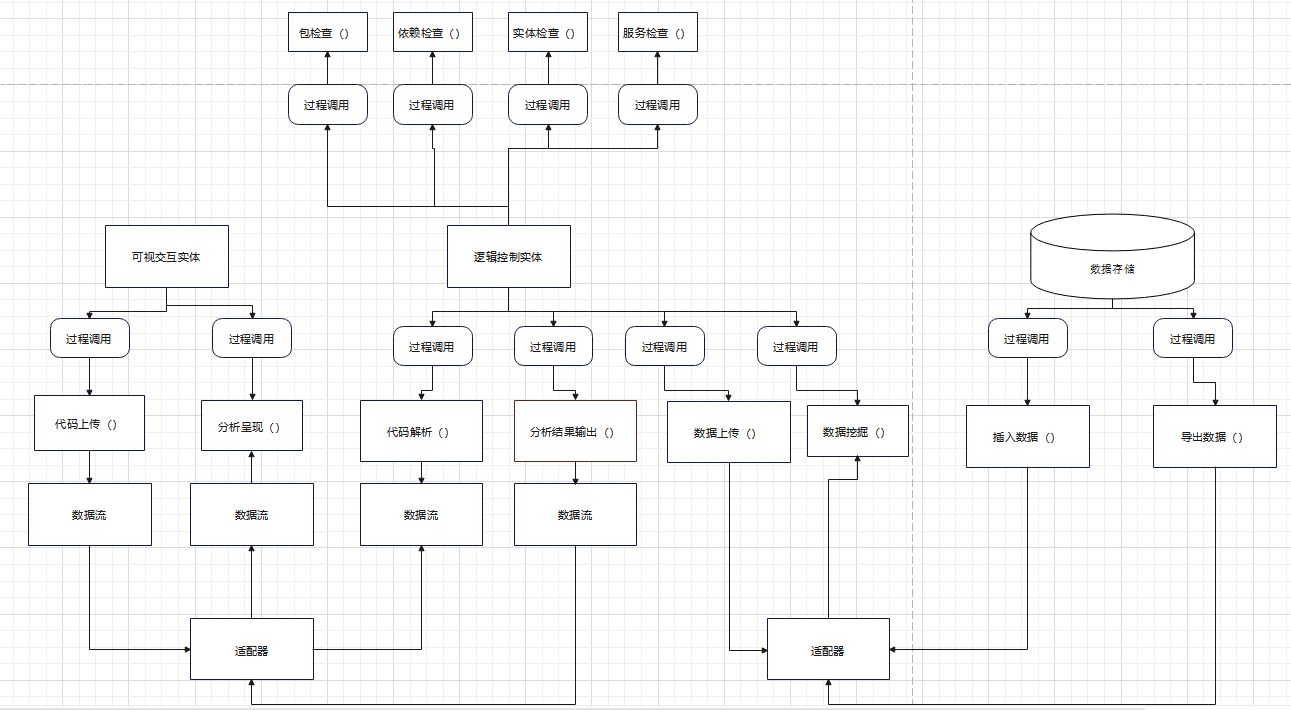 包检查（）
依赖检查（）
实体检查（）
服务检查（）
过程调用
过程调用
过程调用
过程调用
可视交互实体
逻辑控制实体
数据存储
过程调用
过程调用
过程调用
过程调用
过程调用
过程调用
过程调用
过程调用
代码上传（）
分析呈现（）
代码解析（）
分析结果输出（）
数据上传（）
数据挖掘（）
插入数据（）
导出数据（）
数据流
数据流
数据流
数据流
适配器
适配器